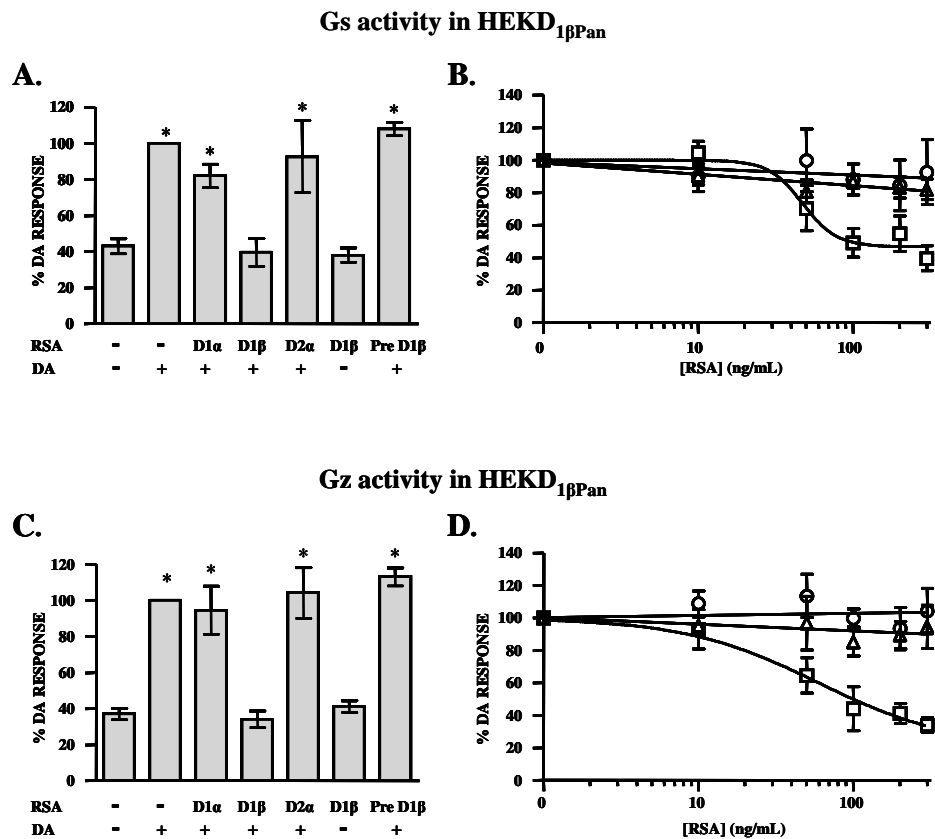 Gs activity in HEKD1βPan
A.
B.
% DA RESPONSE
120
100
80
60
40
20
0
RSA - - D1α D1β D2α D1β Pre D1β
DA - + + + + - +
* * * *
% DA RESPONSE
140
120
100
80
60
40
20
0
0 10 100
[RSA] (ng/mL)
Gz activity in HEKD1βPan
C.
D.
% DA RESPONSE
120
100
80
60
40
20
0
RSA - - D1α D1β D2α D1β Pre D1β
DA - + + + + - +
* * * *
% DA RESPONSE
140
120
100
80
60
40
20
0
0 10 100
[RSA] (ng/mL)